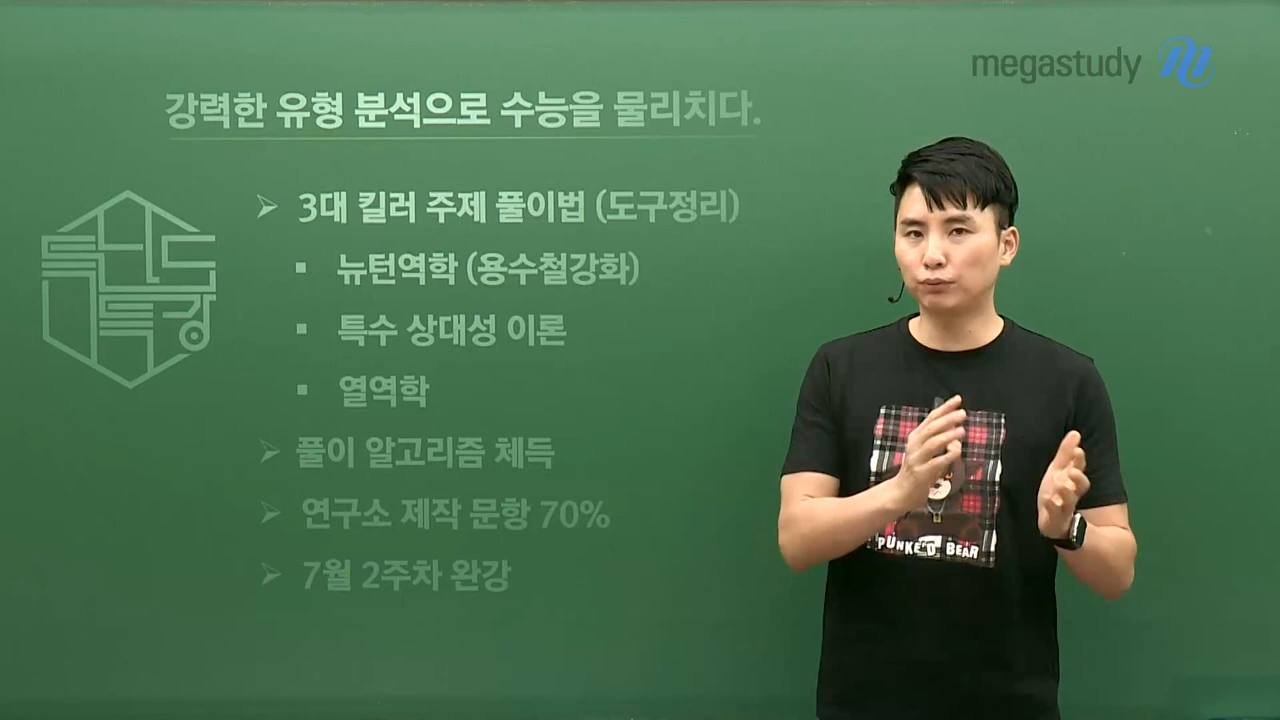 megastudy
강력한 유형 분석으로 수능을 물리치다.
3대 킬러 주제 풀이법 (도구정리)
뉴턴역학 (용수철강화)
특수 상대성 이론
열역학
풀이 알고리즘 체득
연구소 제작 문항 70%
7월 2주차 완강
특난도
특강
PUNKE'D BEAR